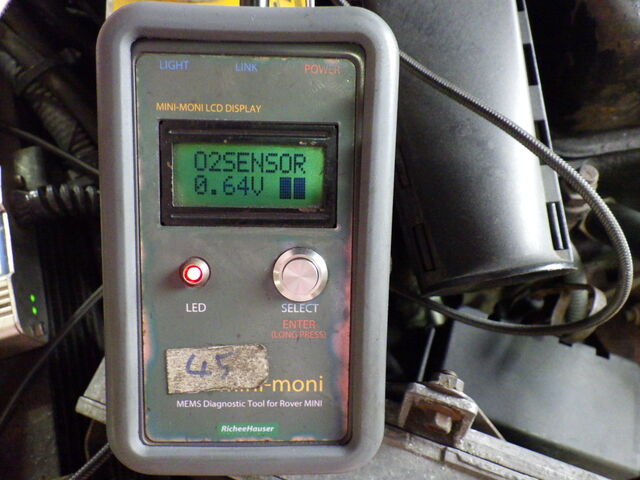 LIGHT LINK POWER
MINI-MONI LCD DISPLAY
O2SENSOR
0.64V
LED SELECT
ENTER
(LONG PRESS)
45
-moni
MEMS Diagnostic Tool for Rover MINI
RicheeHauser